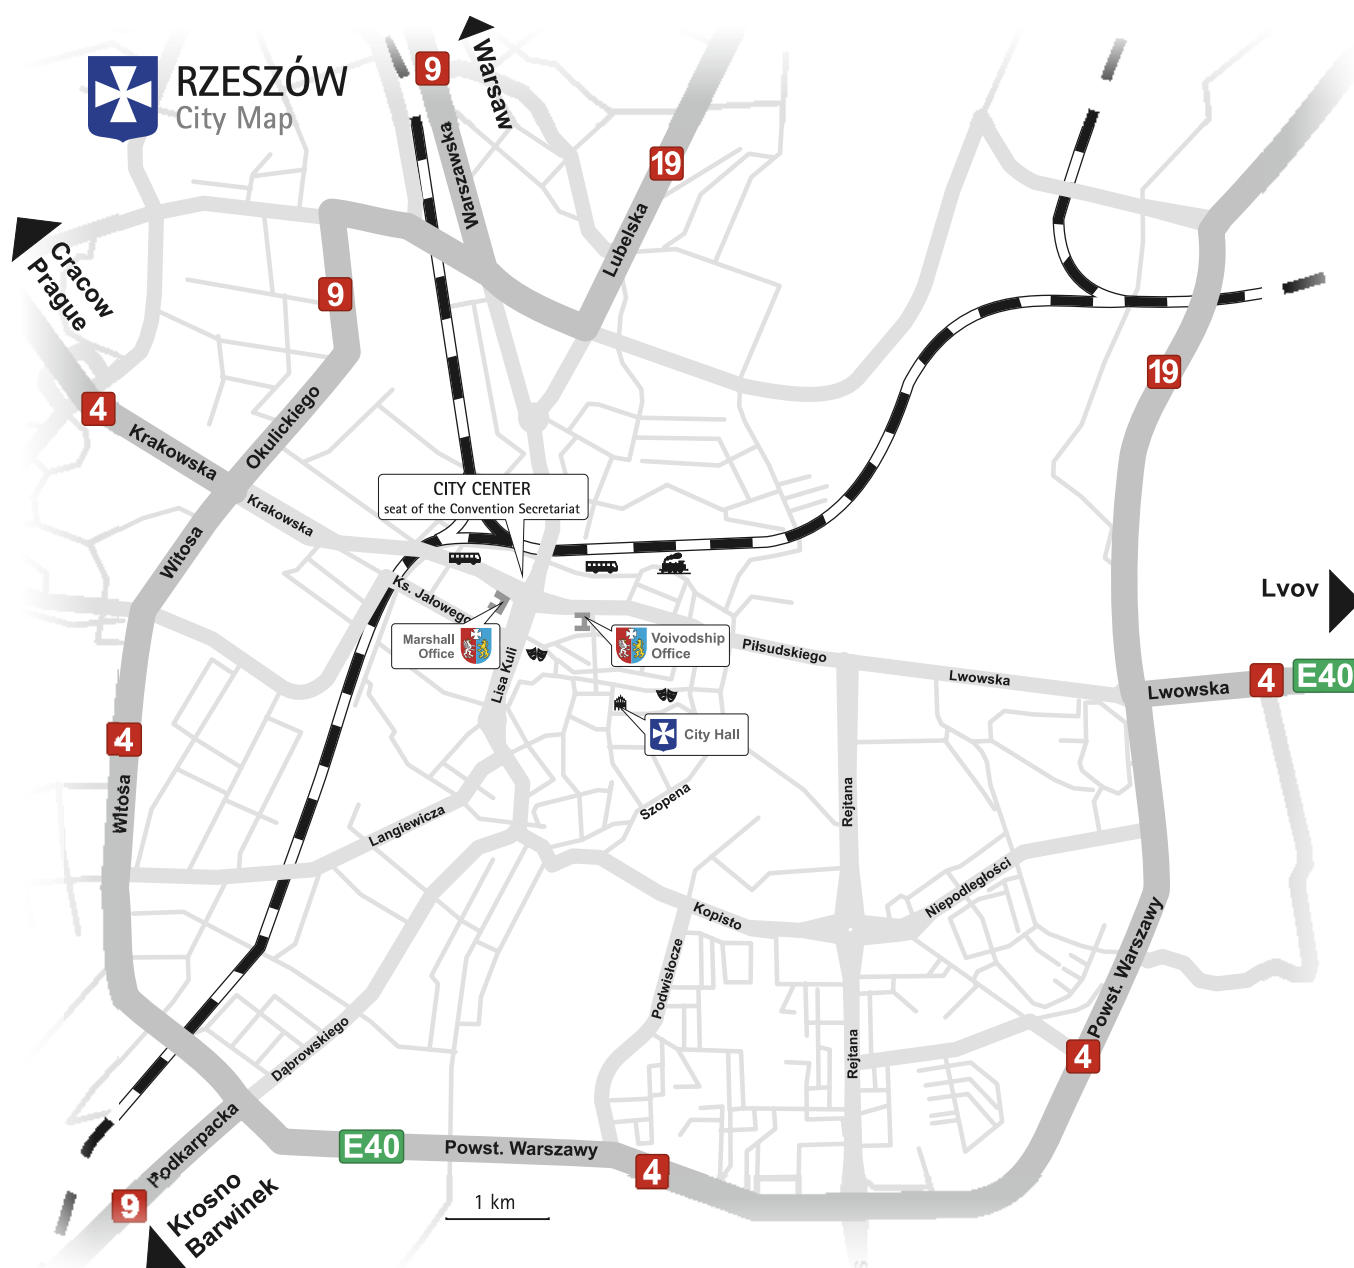 RZESZÓW
City Map
9
Warsaw
Warszawska
19
Lubelska
Cracow
Prague
9
19
4
Krakowska
Okulickiego
Krakowska
CITY CENTER
seat of the Convention Secretariat
Witosa
Ks. Jałowego
Lvov
Marshall
Office
Voivodship
Office
Piłsudskiego
Lisa Kuli
Lwowska
Lwowska
4
E40
City Hall
4
Witosa
Szopena
Rejtana
Langiewicza
Niepodległości
Kopisto
Podwisłocze
Powst. Warszawy
Dąbrowskiego
Rejtana
4
Podkarpacka
E40
Powst. Warszawy
4
9
Krosno
Barwinek
1 km